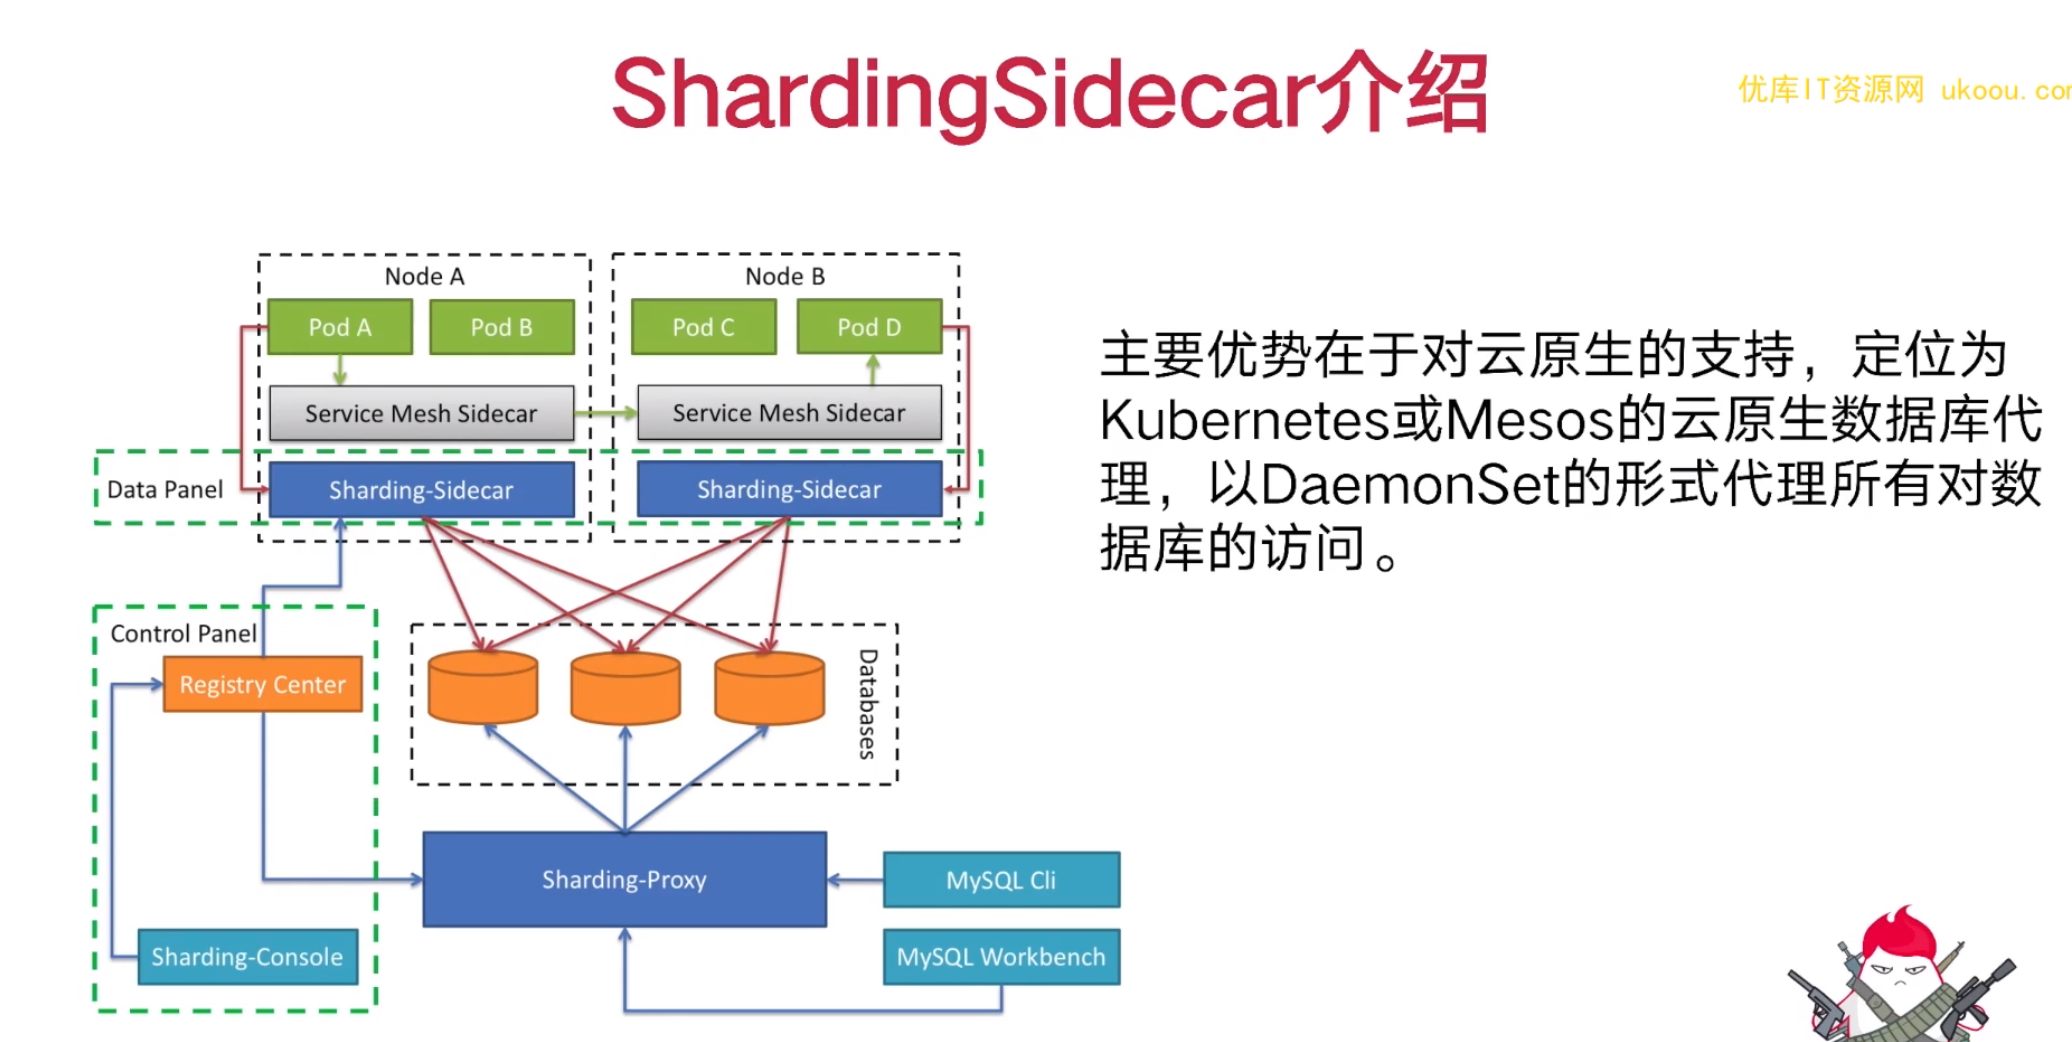 ShardingSidecar介绍
优库IT资源网 ukoou.co
Node A
Node B
Pod A
Pod B
Pod C
Pod D
Service Mesh Sidecar
Service Mesh Sidecar
Data Panel
Sharding-Sidecar
Sharding-Sidecar
主要优势在于对云原生的支持，定位为
Kubernetes或Mesos的云原生数据库代
理，以DaemonSet的形式代理所有对数
据库的访问。
Control Panel
Registry Center
Databases
Sharding-Proxy
MySQL Cli
Sharding-Console
MySQL Workbench